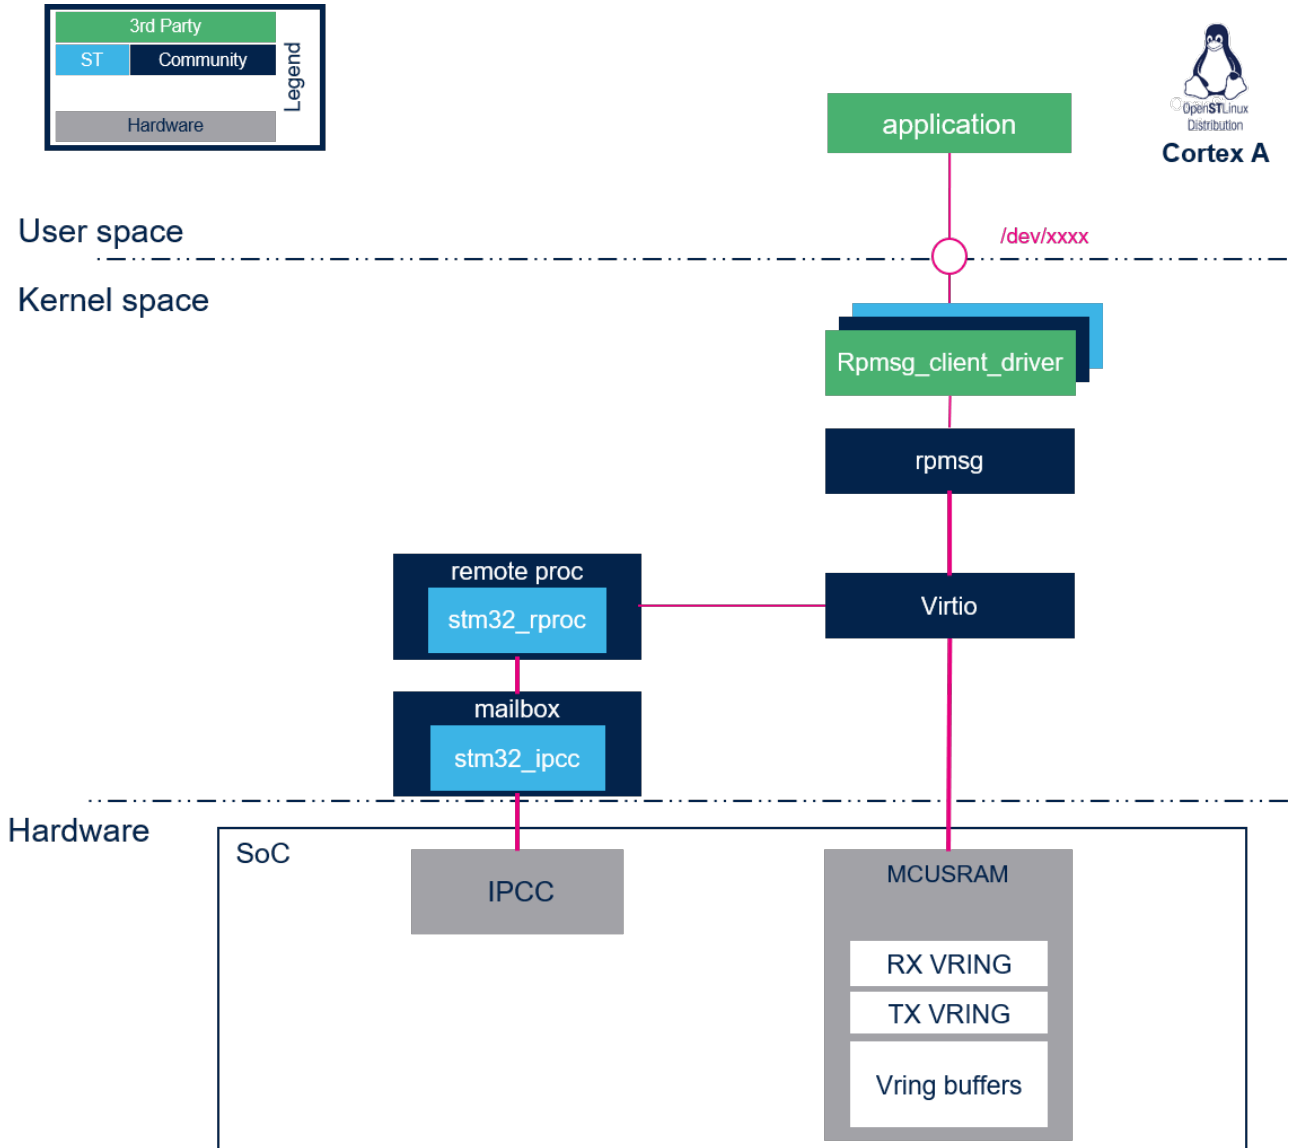 3rd Party
ST
Community
Legend
Hardware
OpenSTLinux
Distribution
Cortex A
application
User space
/dev/xxxx
Kernel space
Rpmsg_client_driver
rpmsg
remote proc
stm32_rproc
Virtio
mailbox
stm32_ipcc
Hardware
SoC
IPCC
MCUSRAM
RX VRING
TX VRING
Vring buffers